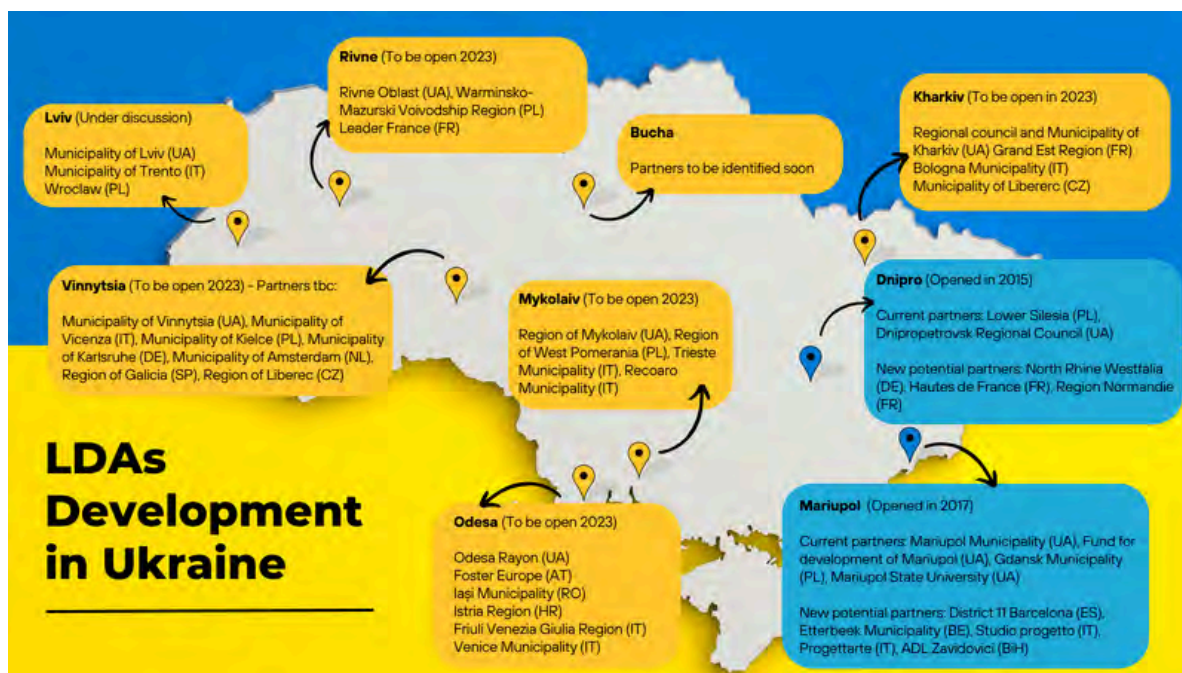 Rivne (To be open 2023)
Rivne Oblast (UA), Warminsko-
Mazurski Voivodship Region (PL)
Leader France (FR)
Lviv (Under discussion)
Municipality of Lviv (UA)
Municipality of Trento (IT)
Wroclaw (PL)
Bucha
Partners to be identified soon
Kharkiv (To be open in 2023)
Regional council and Municipality of
Kharkiv (UA) Grand Est Region (FR)
Bologna Municipality (IT)
Municipality of Libererc (CZ)
Vinnytsia (To be open 2023) - Partners tbc:
Municipality of Vinnytsia (UA), Municipality of
Vicenza (IT), Municipality of Kielce (PL), Municipality
of Karlsruhe (DE), Municipality of Amsterdam (NL),
Region of Galicia (SP), Region of Liberec (CZ)
Mykolaiv (To be open 2023)
Region of Mykolaiv (UA), Region
of West Pomerania (PL), Trieste
Municipality (IT), Recoaro
Municipality (IT)
Dnipro (Opened in 2015)
Current partners: Lower Silesia (PL),
Dnipropetrovsk Regional Council (UA)
New potential partners: North Rhine Westfalia
(DE), Hautes de France (FR), Region Normandie
(FR)
LDAs
Development
in Ukraine
Odesa (To be open 2023)
Odesa Rayon (UA)
Foster Europe (AT)
Iași Municipality (RO)
Istria Region (HR)
Friuli Venezia Giulia Region (IT)
Venice Municipality (IT)
Mariupol (Opened in 2017)
Current partners: Mariupol Municipality (UA), Fund for
development of Mariupol (UA), Gdansk Municipality
(PL), Mariupol State University (UA)
New potential partners: District 11 Barcelona (ES),
Etterbeek Municipality (BE), Studio progetto (IT),
Progettarte (IT), ADL Zavidovici (BiH)